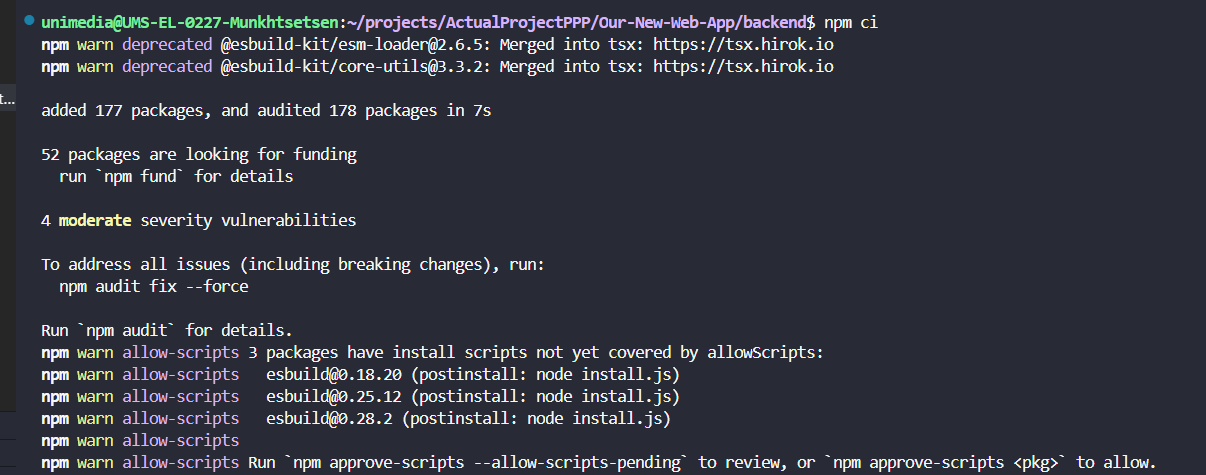 unimedia@UMS-EL-0227-Munkhtsetsen:~/projects/ActualProjectPPP/Our-New-Web-App/backend$ npm ci
npm warn deprecated @esbuild-kit/esm-loader@2.6.5: Merged into tsx: https://tsx.hirok.io
npm warn deprecated @esbuild-kit/core-utils@3.3.2: Merged into tsx: https://tsx.hirok.io
t...
added 177 packages, and audited 178 packages in 7s
52 packages are looking for funding
  run `npm fund` for details
4 moderate severity vulnerabilities
To address all issues (including breaking changes), run:
  npm audit fix --force
Run `npm audit` for details.
npm warn allow-scripts 3 packages have install scripts not yet covered by allowScripts:
npm warn allow-scripts   esbuild@0.18.20 (postinstall: node install.js)
npm warn allow-scripts   esbuild@0.25.12 (postinstall: node install.js)
npm warn allow-scripts   esbuild@0.28.2 (postinstall: node install.js)
npm warn allow-scripts
npm warn allow-scripts Run `npm approve-scripts --allow-scripts-pending` to review, or `npm approve-scripts <pkg>` to allow.